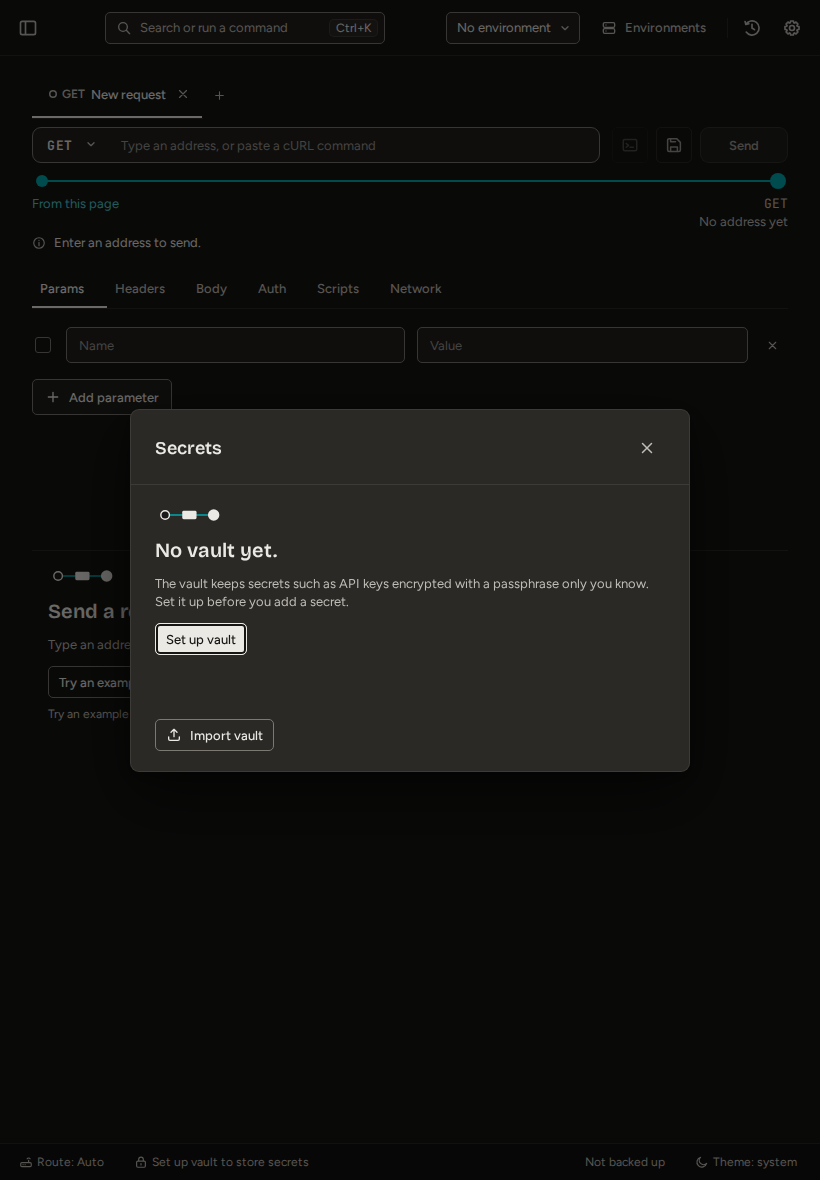 Search or run a command Ctrl+K No environment Environments
GET New request
GET Type an address, or paste a cURL command Send
From this page GET
No address yet
Enter an address to send.
Params Headers Body Auth Scripts Network
Name Value
Add parameter
Secrets
No vault yet.
The vault keeps secrets such as API keys encrypted with a passphrase only you know.
Set it up before you add a secret.
Set up vault
Import vault
Send a
Type an
Try an
Try an example
Route: Auto Set up vault to store secrets Not backed up Theme: system